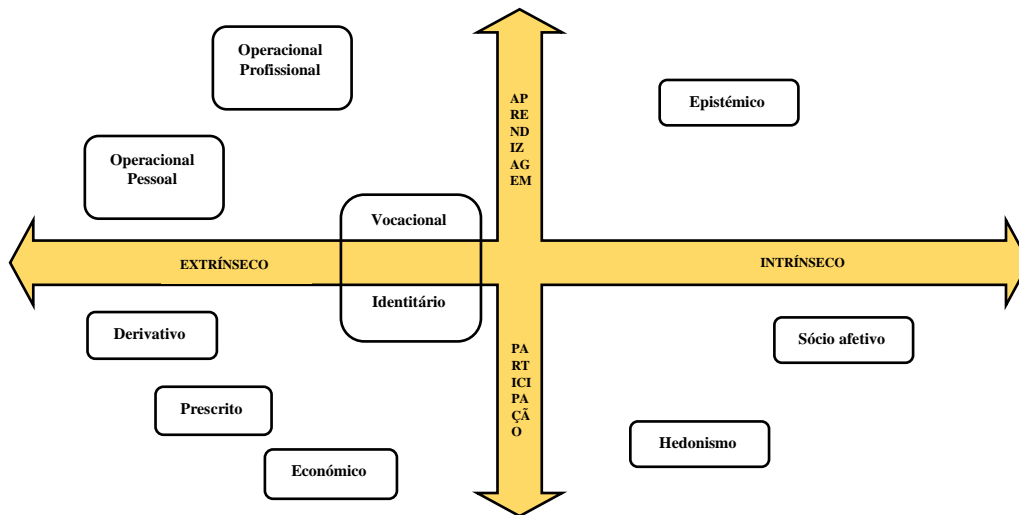 Operacional
Profissional
AP
RE
ND
IZ
AG
EM
Epistémico
Operacional
Pessoal
Vocacional
EXTRÍNSECO
INTRÍNSECO
Identitário
Derivativo
Sócio afetivo
PA
RT
ICI
PA
ÇÃ
O
Prescrito
Hedonismo
Económico